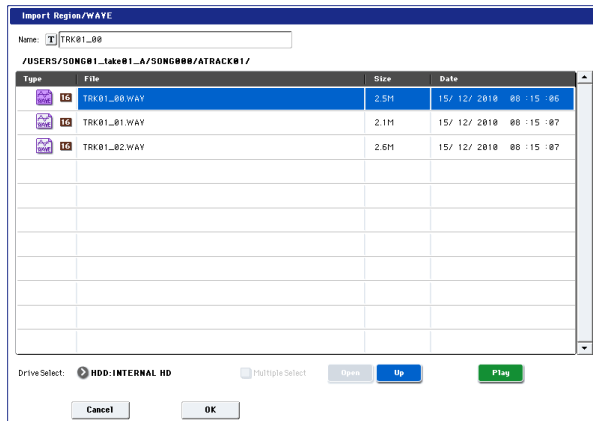 Import Region/WAVE
Name: T TRK01_00
/USERS/SONG01_take01_A/SONG000/ATRACK01/
Type File Size Date
WAVE 16 TRK01_00.WAV 2.5M 15/ 12/ 2010 08 :15 :06
WAVE 16 TRK01_01.WAV 2.1M 15/ 12/ 2010 08 :15 :07
WAVE 16 TRK01_02.WAV 2.6M 15/ 12/ 2010 08 :15 :07
Drive Select: HDD:INTERNAL HD Multiple Select Open Up Play
Cancel OK